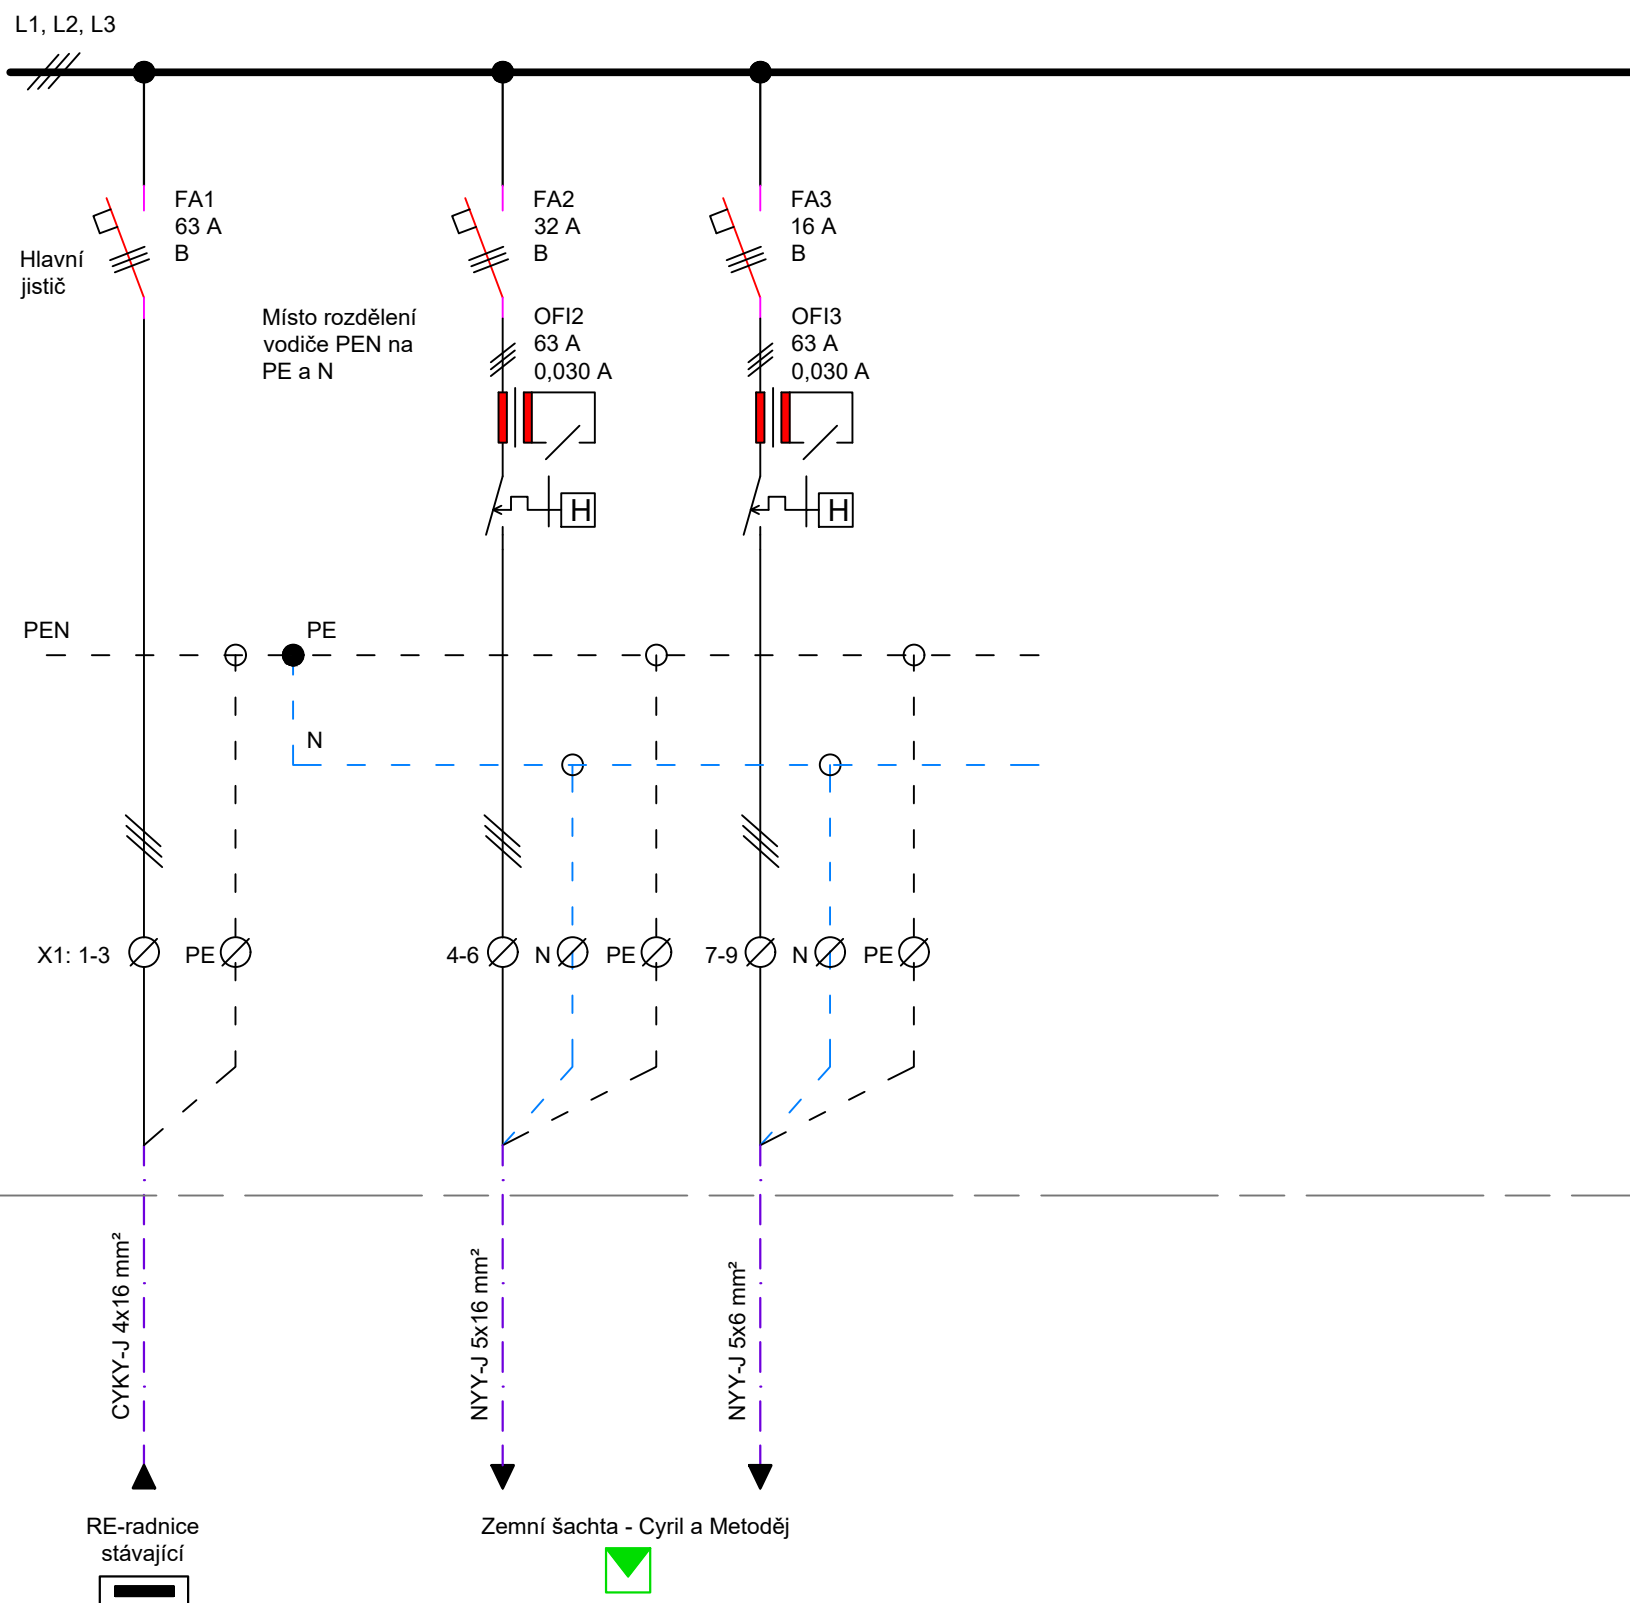 L1, L2, L3
FA1
63 A
B
Hlavní
jistič
FA2
32 A
B
FA3
16 A
B
Místo rozdělení
vodiče PEN na
PE a N
OFI2
63 A
0,030 A
OFI3
63 A
0,030 A
H
H
PEN
PE
N
X1: 1-3
PE
4-6
N
PE
7-9
N
PE
CYKY-J 4x16 mm²
NYY-J 5x16 mm²
NYY-J 5x6 mm²
RE-radnice
stávající
Zemní šachta - Cyril a Metoděj